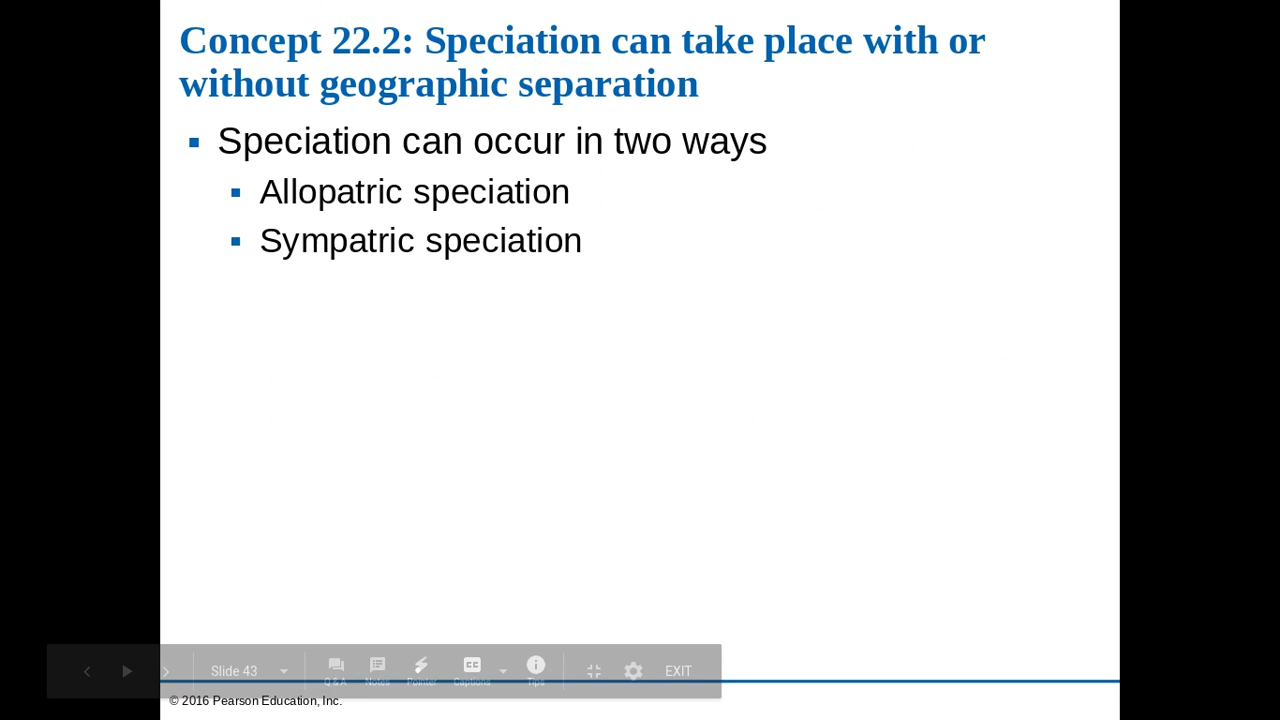 Concept 22.2: Speciation can take place with or
without geographic separation
Speciation can occur in two ways
Allopatric speciation
Sympatric speciation
Slide 43
Q & A
Notes
Pointer
Captions
Tips
EXIT
© 2016 Pearson Education, Inc.